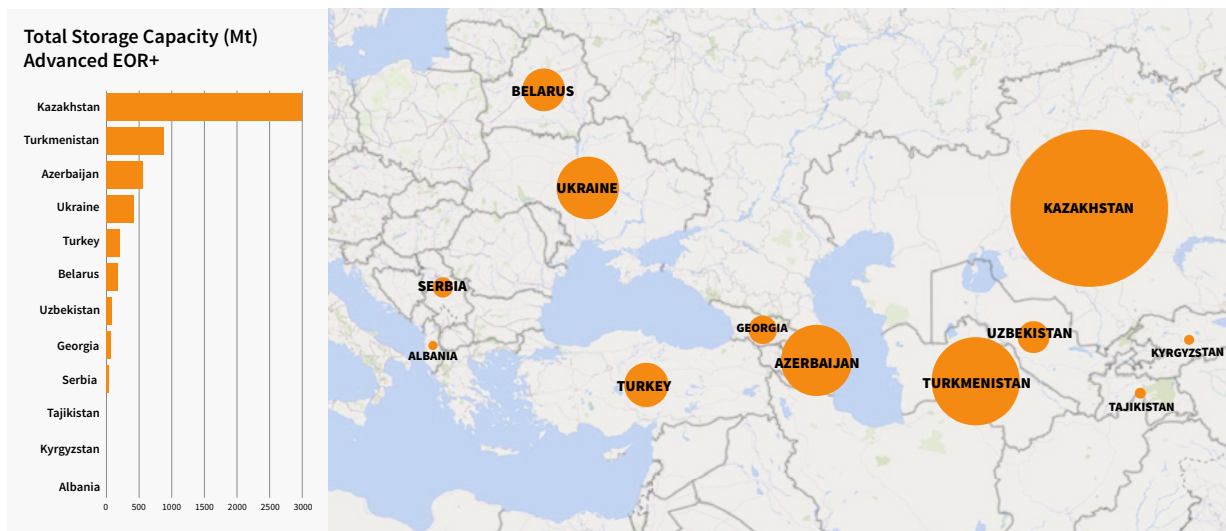 Total Storage Capacity (Mt)
Advanced EOR+
Kazakhstan
Turkmenistan
Azerbaijan
Ukraine
Turkey
Belarus
Uzbekistan
Georgia
Serbia
Tajikistan
Kyrgyzstan
Albania
0 500 1000 1500 2000 2500 3000
BELARUS
UKRAINE
KAZAKHSTAN
SERBIA
GEORGIA
UZBEKISTAN
ALBANIA
KYRGYZSTAN
AZERBAIJAN
TURKEY
TURKMENISTAN
TAJIKISTAN